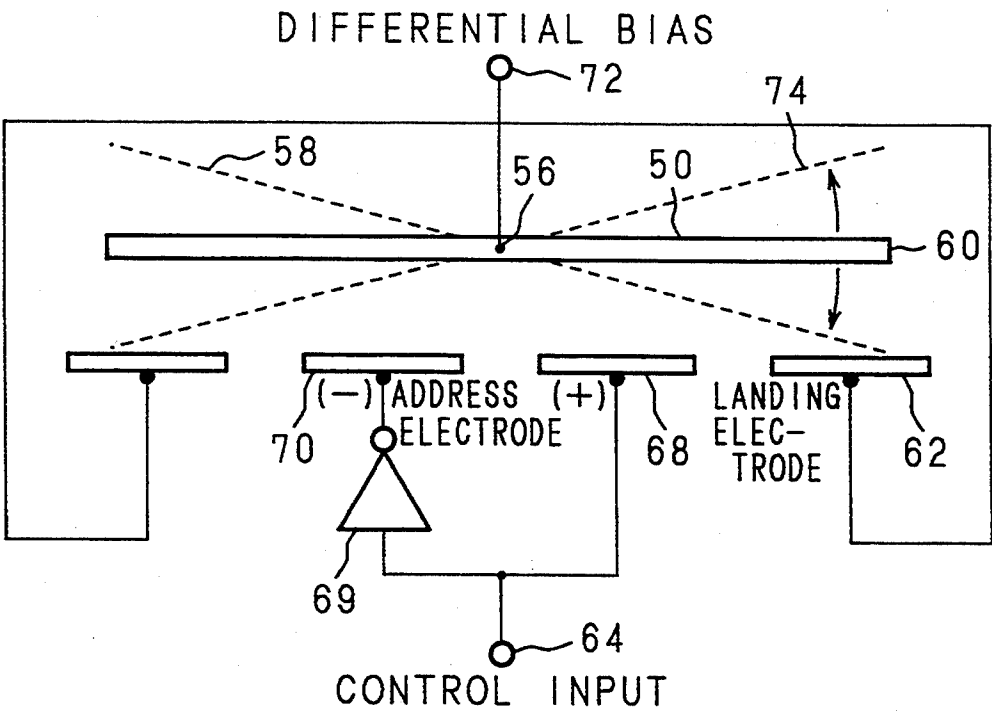 DIFFERENTIAL BIAS
72
74
58
56
50
60
(−) ADDRESS ELECTRODE
(+)
LANDING
ELEC-
TRODE
70
68
62
69
64
CONTROL INPUT